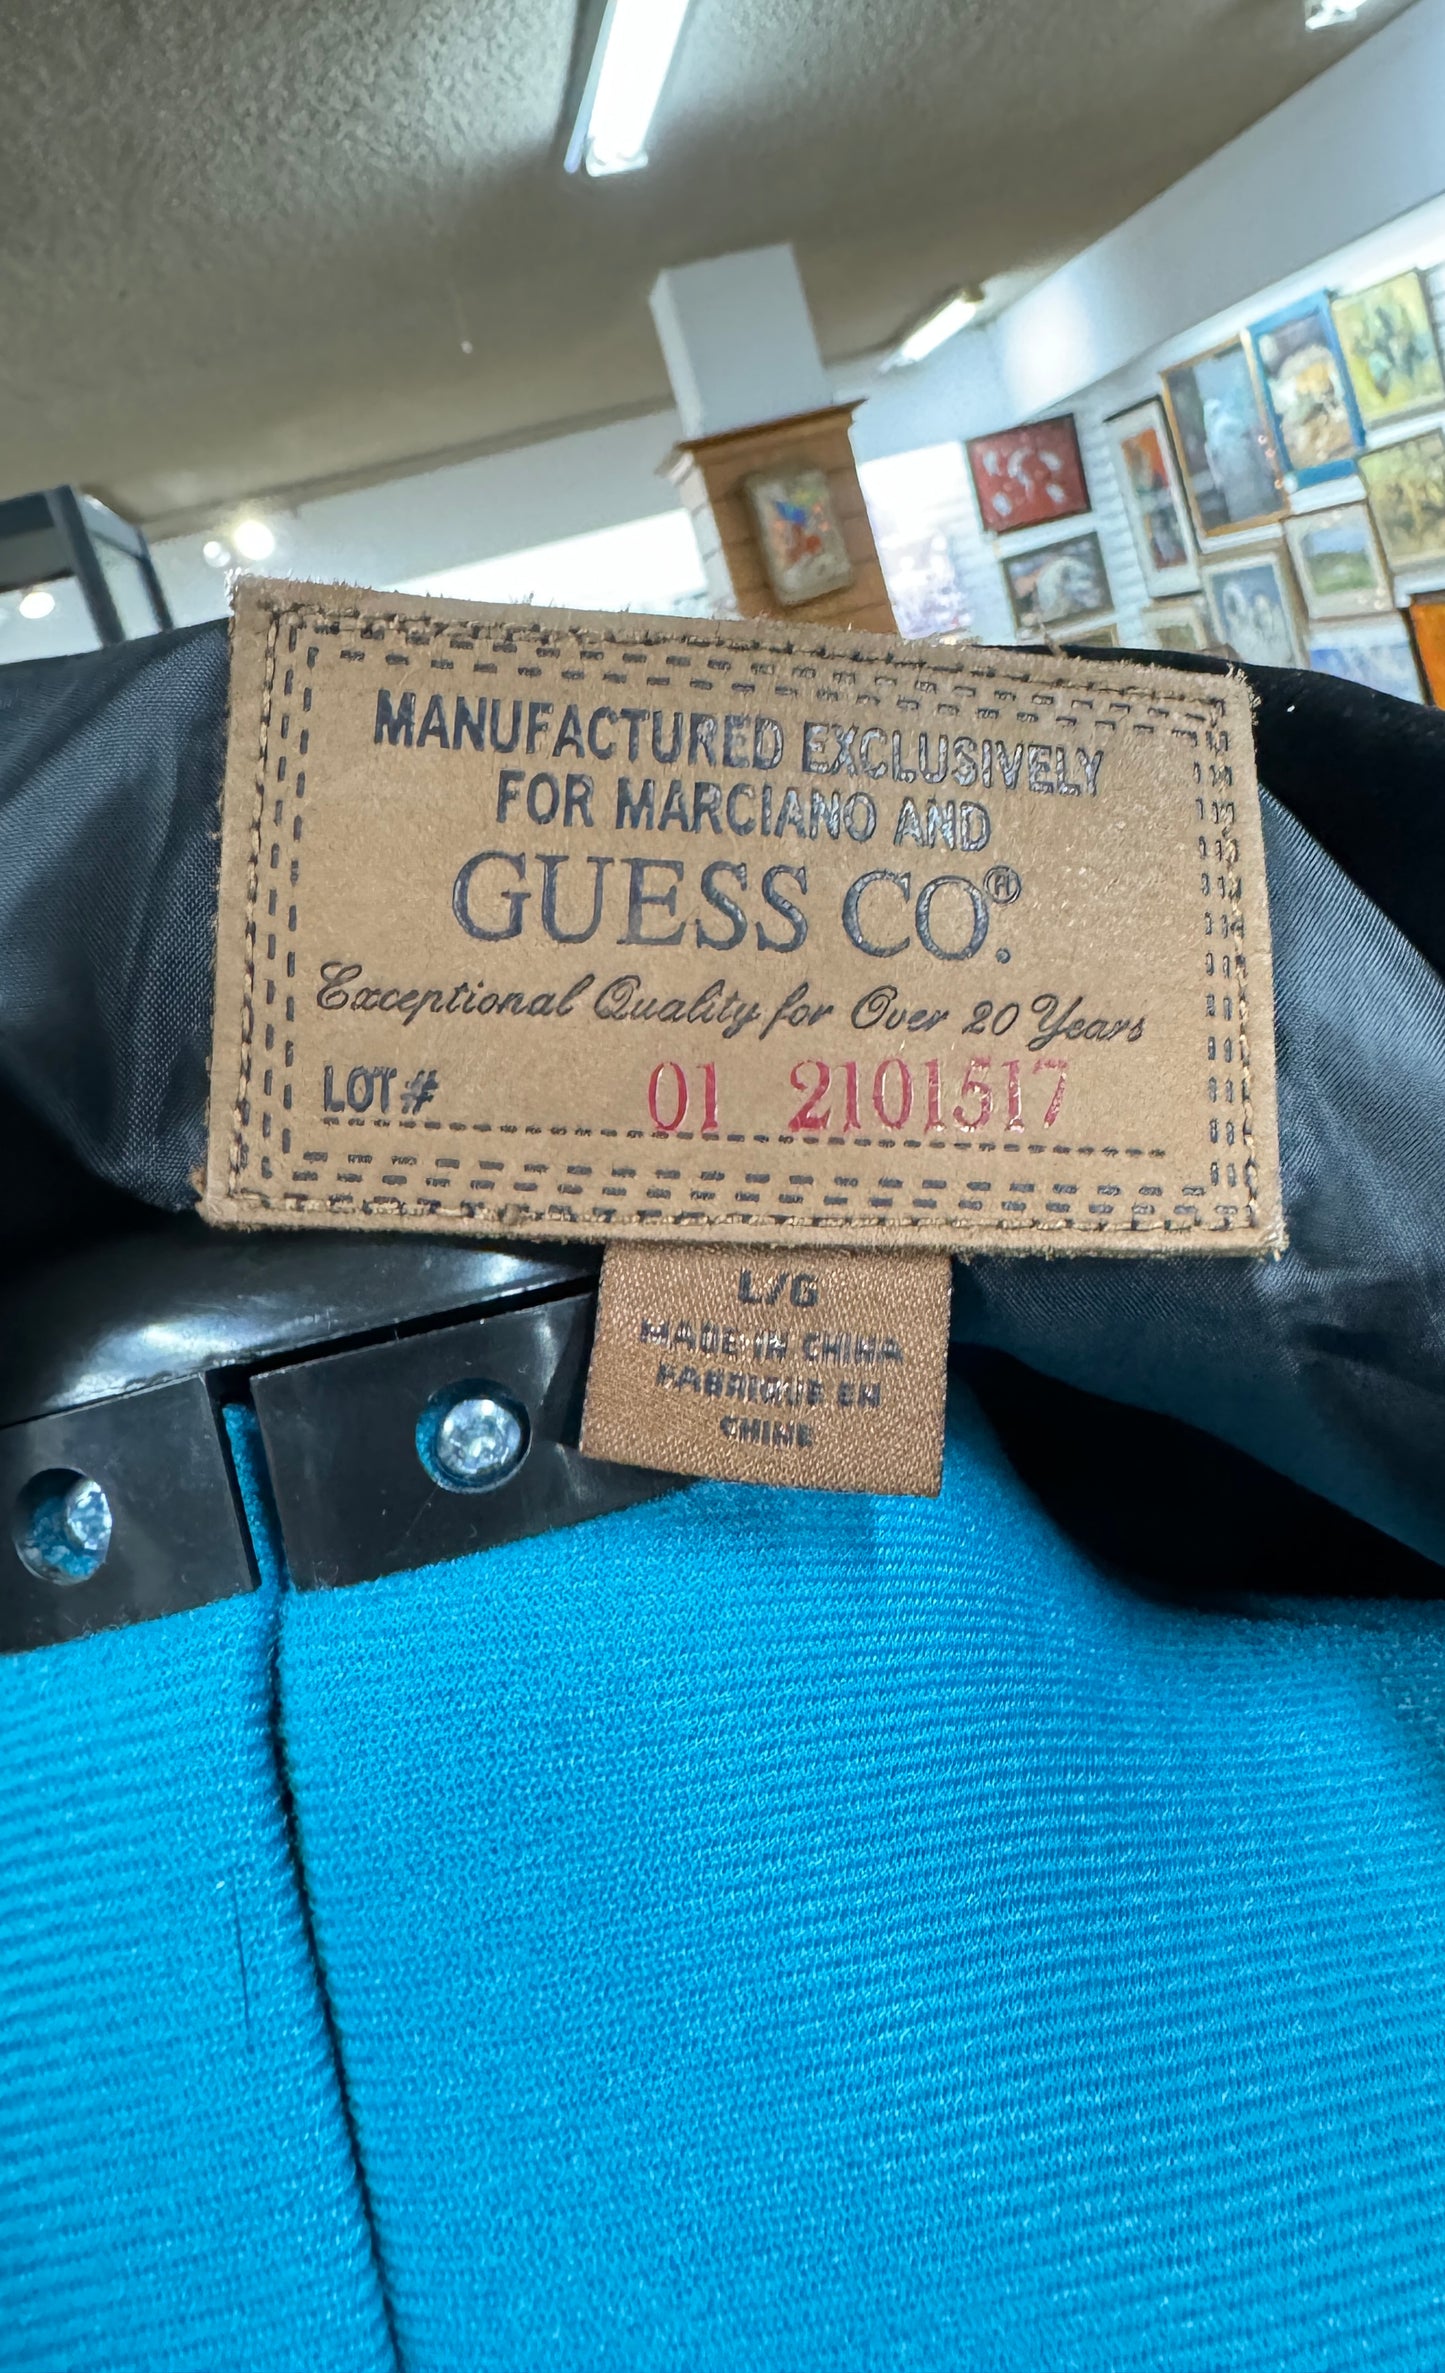 MANUFACTURED EXCLUSIVELY
FOR MARCIANO AND
GUESS CO.®
Exceptional Quality for Over 20 Years
LOT # 01 2101517
L/G
MADE IN CHINA
FABRIQUE EN
CHINE